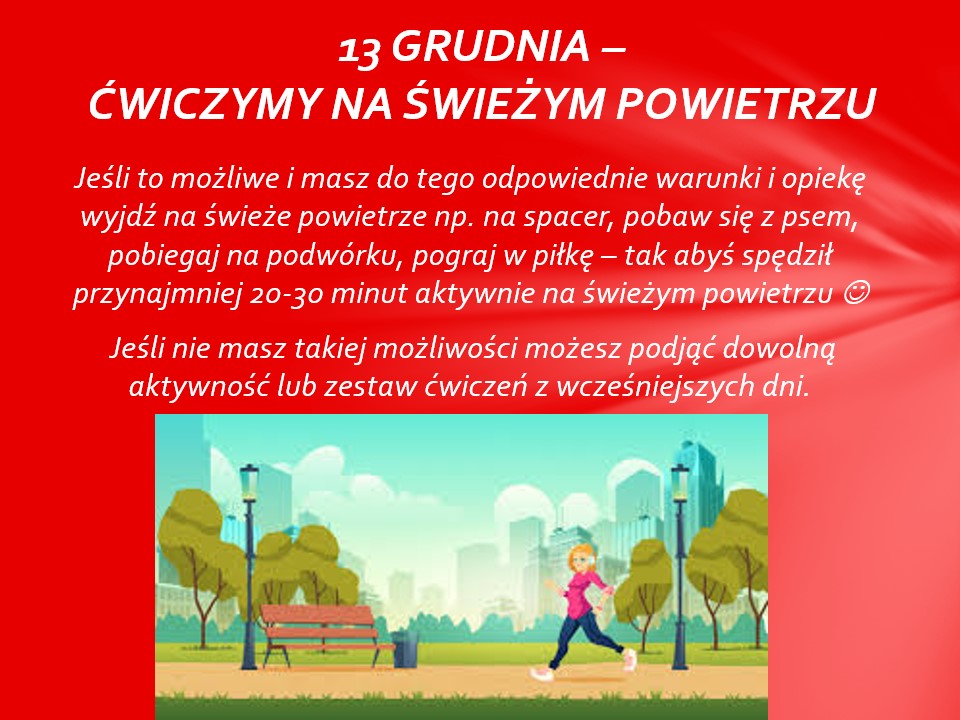 13 GRUDNIA –
ĆWICZYMY NA ŚWIEŻYM POWIETRZU
Jeśli to możliwe i masz do tego odpowiednie warunki i opiekę
wyjdź na świeże powietrze np. na spacer, pobaw się z psem,
pobiegaj na podwórku, pograj w piłkę – tak abyś spędził
przynajmniej 20-30 minut aktywnie na świeżym powietrzu ☺
Jeśli nie masz takiej możliwości możesz podjąć dowolną
aktywność lub zestaw ćwiczeń z wcześniejszych dni.